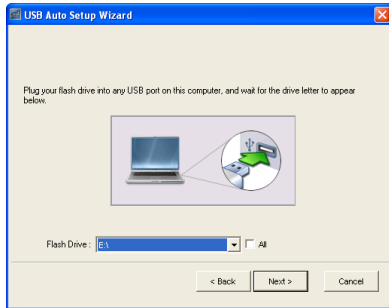 USB Auto Setup Wizard
Plug your flash drive into any USB port on this computer, and wait for the drive letter to appear
below.
Flash Drive : E:\ All
< Back Next > Cancel